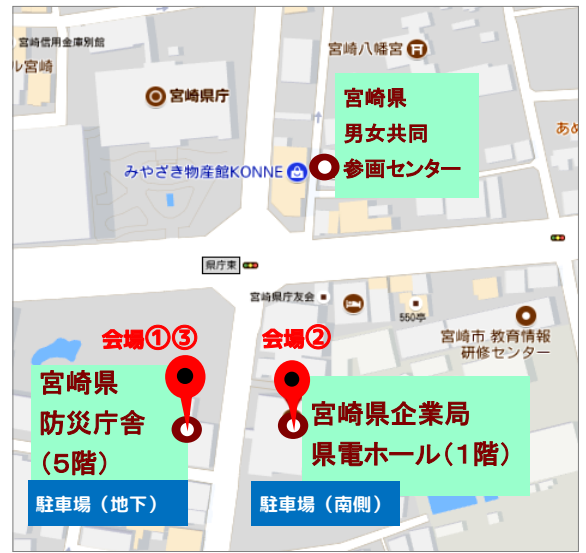 宮崎信用金庫別館
ル宮崎
宮崎八幡宮
宮崎県庁
宮崎県
男女共同
参画センター
あめ
みやざき物産館KONNE
県庁東
宮崎県庁友会
550亭
宮崎市 教育情報
研修センター
会場①③
会場②
宮崎県
防災庁舎
(5階)
宮崎県企業局
県電ホール(1階)
駐車場(地下)
駐車場(南側)